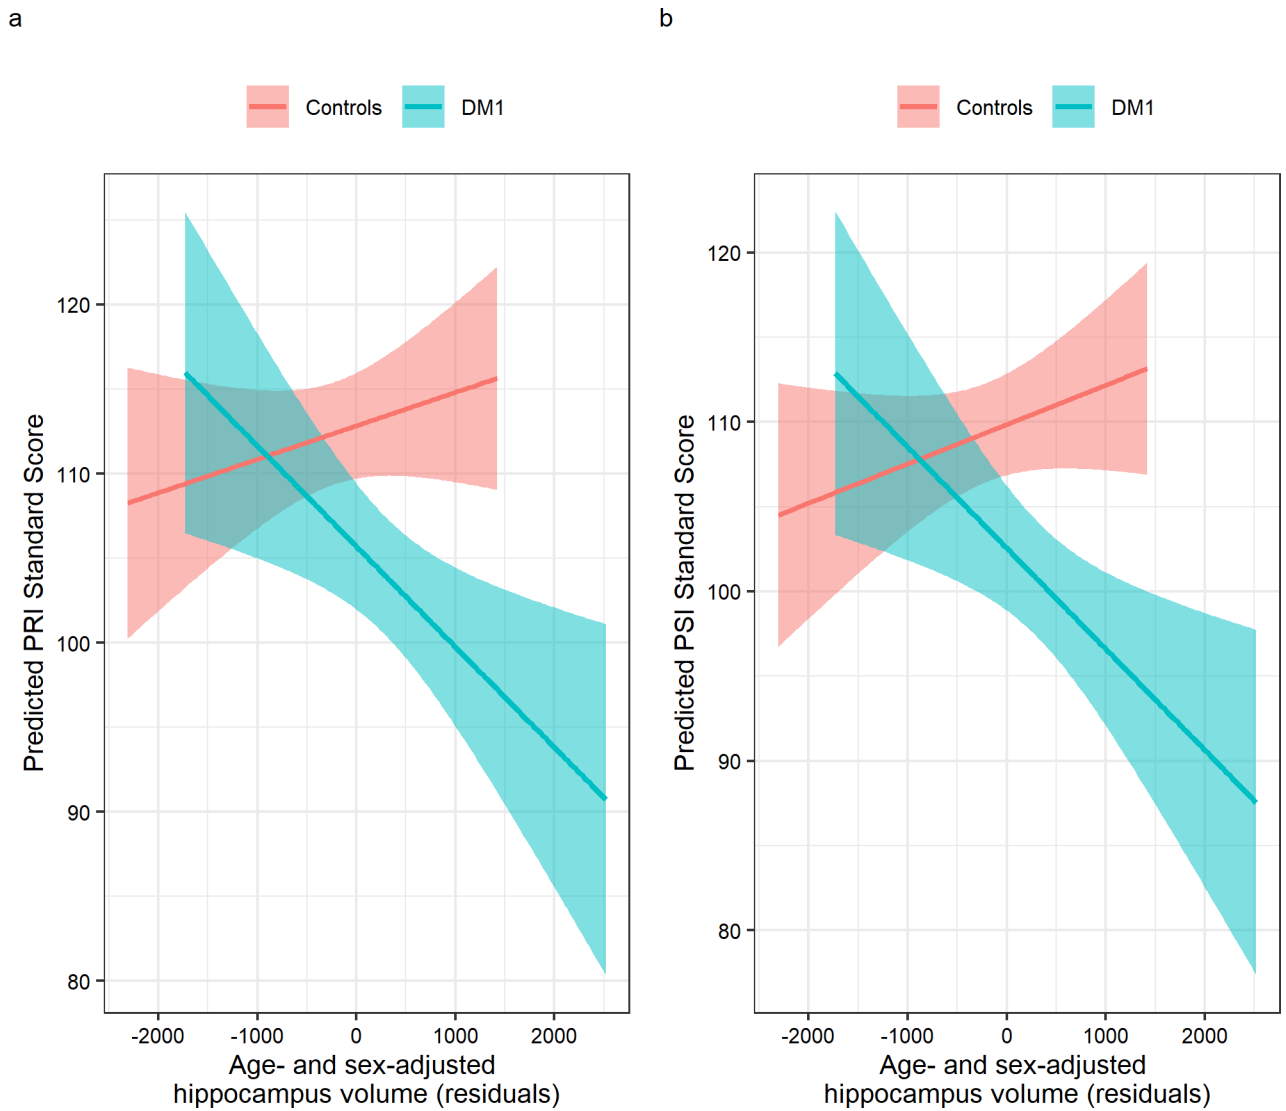 a
Controls
DM1
Predicted PRI Standard Score
120
110
100
90
80
-2000
-1000
0
1000
2000
Age- and sex-adjusted
hippocampus volume (residuals)
b
Controls
DM1
Predicted PSI Standard Score
120
110
100
90
80
-2000
-1000
0
1000
2000
Age- and sex-adjusted
hippocampus volume (residuals)